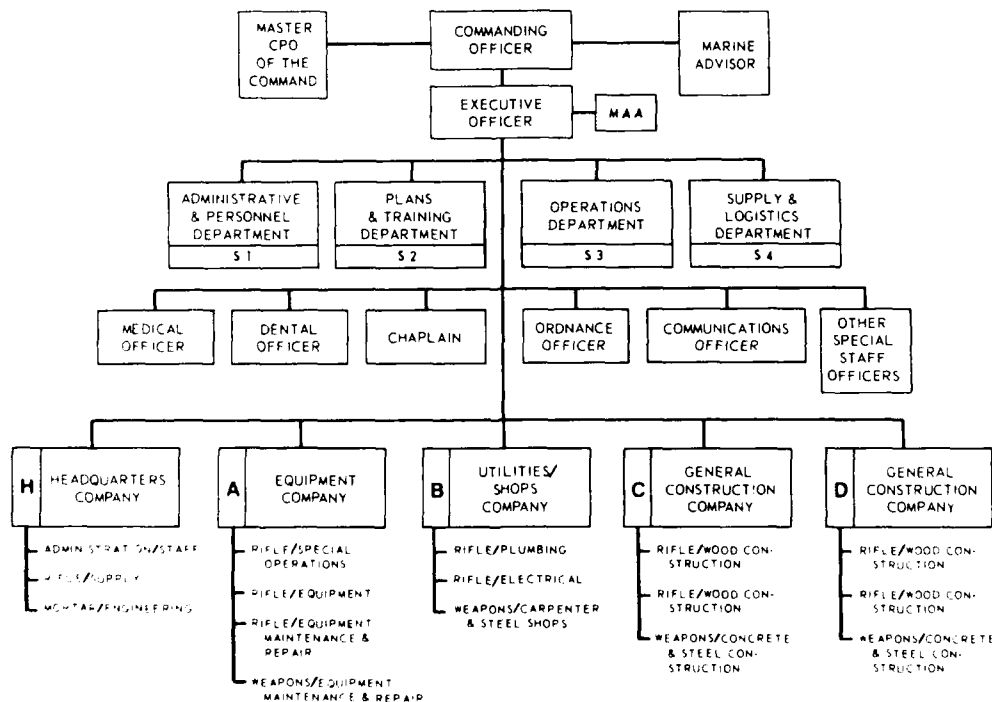 MASTER
CPO
OF THE
COMMAND
COMMANDING
OFFICER
MARINE
ADVISOR
EXECUTIVE
OFFICER
MAA
ADMINISTRATIVE
& PERSONNEL
DEPARTMENT
S 1
PLANS
& TRAINING
DEPARTMENT
S 2
OPERATIONS
DEPARTMENT
S 3
SUPPLY &
LOGISTICS
DEPARTMENT
S 4
MEDICAL
OFFICER
DENTAL
OFFICER
CHAPLAIN
ORDNANCE
OFFICER
COMMUNICATIONS
OFFICER
OTHER
SPECIAL
STAFF
OFFICERS
H
HEADQUARTERS
COMPANY
ADMINISTRATION/STAFF
RIFLE/SUPPLY
MORTAR/ENGINEERING
A
EQUIPMENT
COMPANY
RIFLE/SPECIAL
OPERATIONS
RIFLE/EQUIPMENT
RIFLE/EQUIPMENT
MAINTENANCE &
REPAIR
WEAPONS/EQUIPMENT
MAINTENANCE & REPAIR
B
UTILITIES/
SHOPS
COMPANY
RIFLE/PLUMBING
RIFLE/ELECTRICAL
WEAPONS/CARPENTER
& STEEL SHOPS
C
GENERAL
CONSTRUCTION
COMPANY
RIFLE/WOOD CON-
STRUCTION
RIFLE/WOOD CON-
STRUCTION
WEAPONS/CONCRETE
& STEEL CON-
STRUCTION
D
GENERAL
CONSTRUCTION
COMPANY
RIFLE/WOOD CON-
STRUCTION
RIFLE/WOOD CON-
STRUCTION
WEAPONS/CONCRETE
& STEEL CON-
STRUCTION